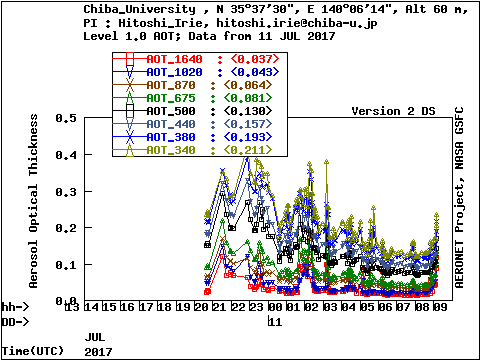 Chiba_University , N 35°37'30", E 140°06'14", Alt 60 m,
PI : Hitoshi_Irie, hitoshi.irie@chiba-u.jp
Level 1.0 AOT; Data from 11 JUL 2017
AOT_1640 : <0.037>
AOT_1020 : <0.043>
AOT_870 : <0.064>
AOT_675 : <0.081>
AOT_500 : <0.130>
AOT_440 : <0.157>
AOT_380 : <0.193>
AOT_340 : <0.211>
Version 2 DS
Aerosol Optical Thickness
0.5
0.4
0.3
0.2
0.1
0.0
AERONET Project, NASA GSFC
hh-> 13 14 15 16 17 18 19 20 21 22 23 00 01 02 03 04 05 06 07 08 09
DD-> 11
JUL
Time(UTC) 2017